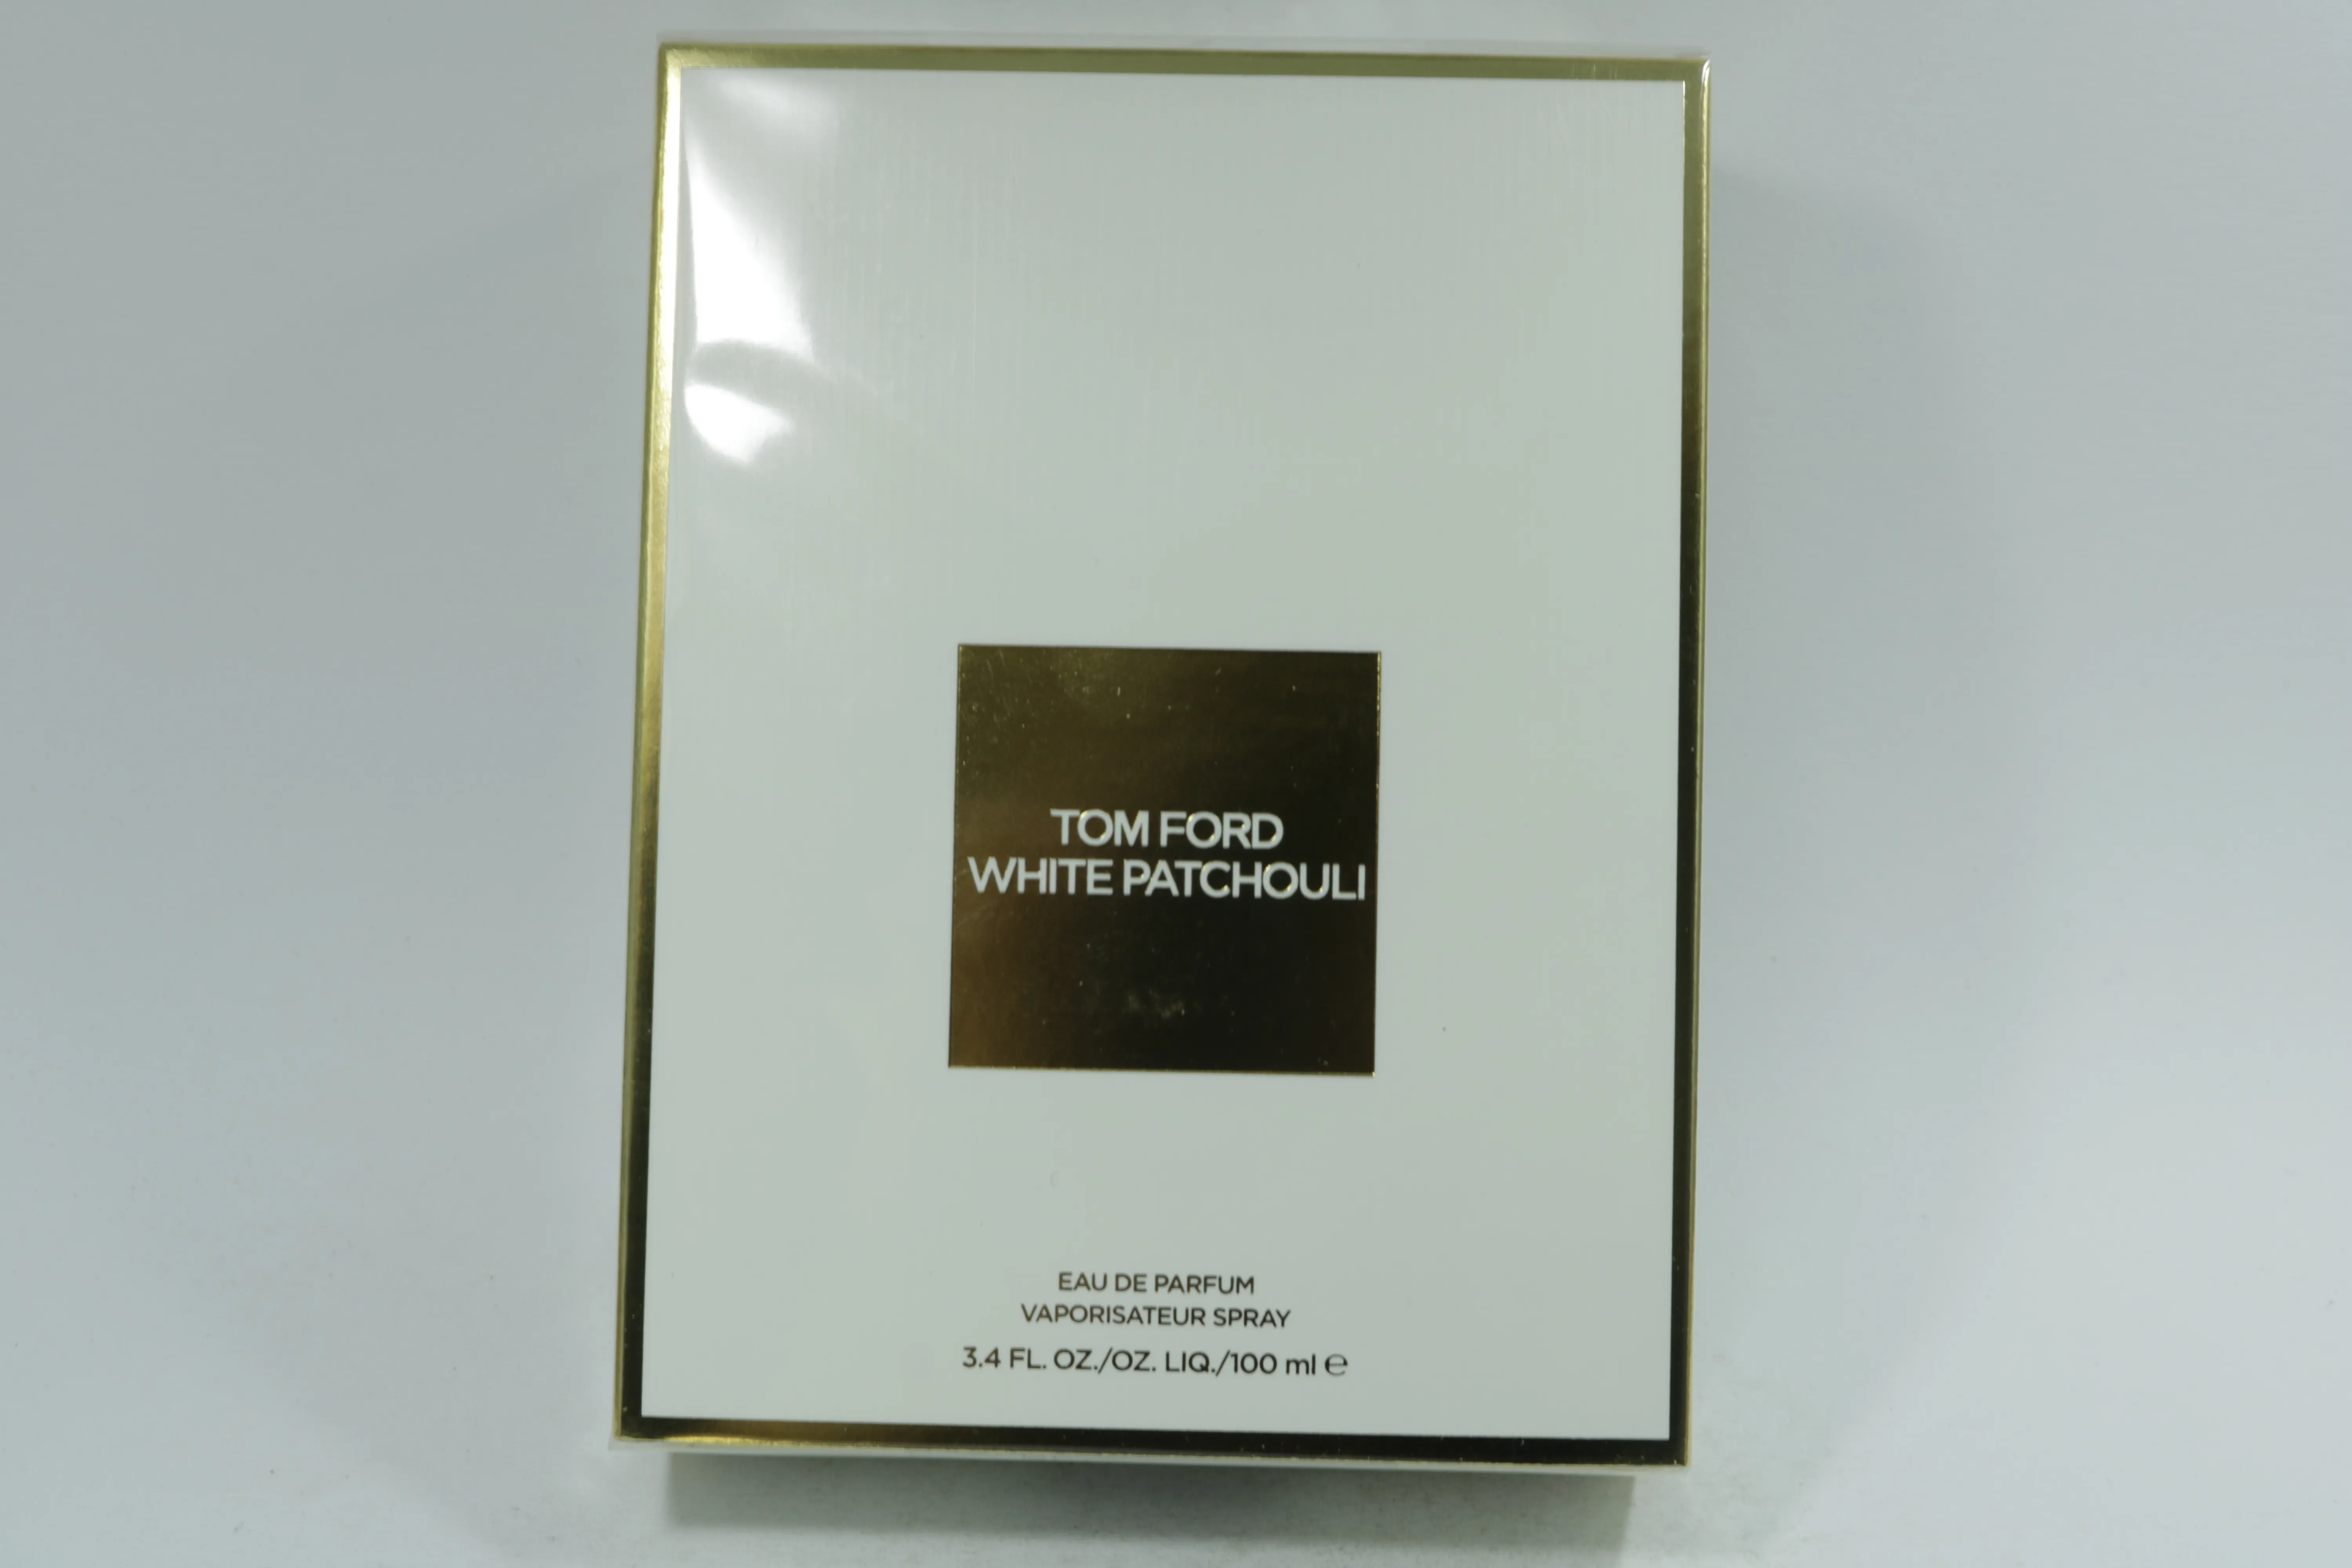 TOM FORD
WHITE PATCHOULI
EAU DE PARFUM
VAPORISATEUR SPRAY
3.4 FL. OZ./OZ. LIQ./100 ml ℮